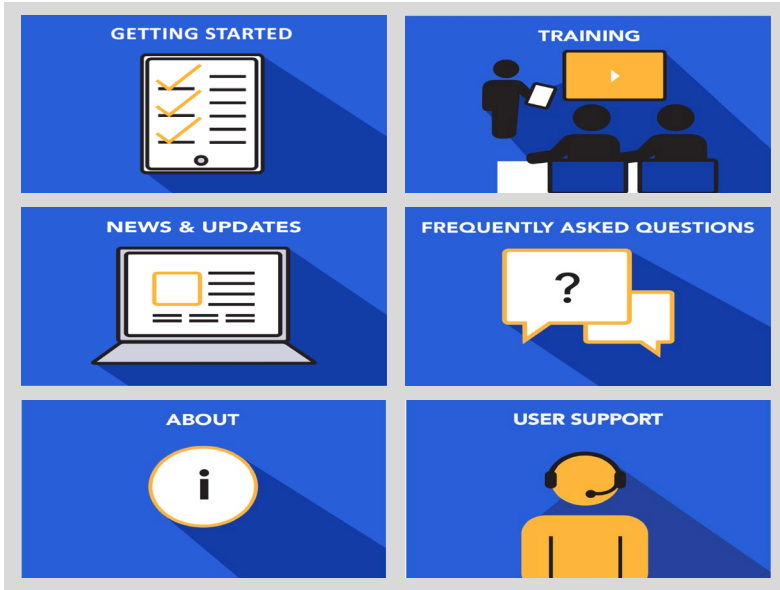 GETTING STARTED
TRAINING
NEWS & UPDATES
FREQUENTLY ASKED QUESTIONS
?
ABOUT
i
USER SUPPORT